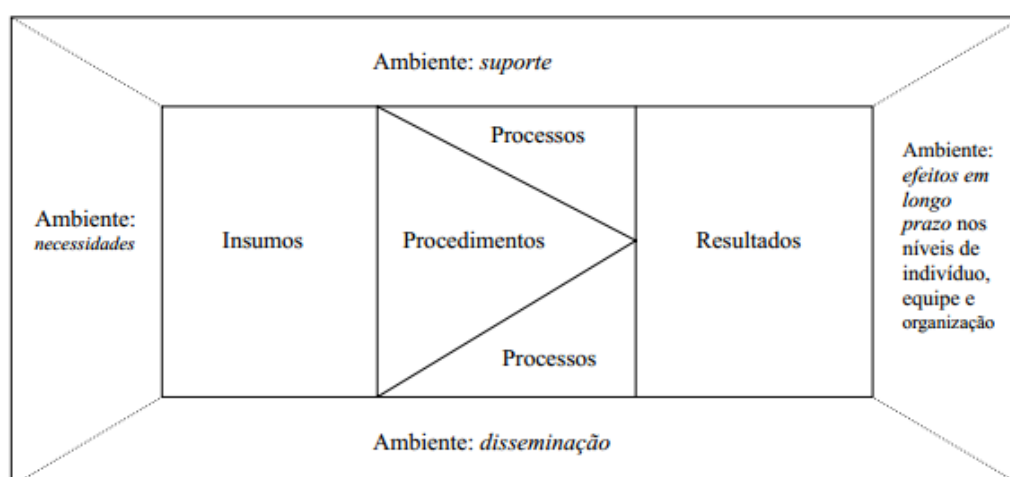 Ambiente: suporte
Processos
Ambiente:
efeitos em
longo
prazo nos
níveis de
indivíduo,
equipe e
organização
Ambiente:
necessidades
Insumos
Procedimentos
Resultados
Processos
Ambiente: disseminação